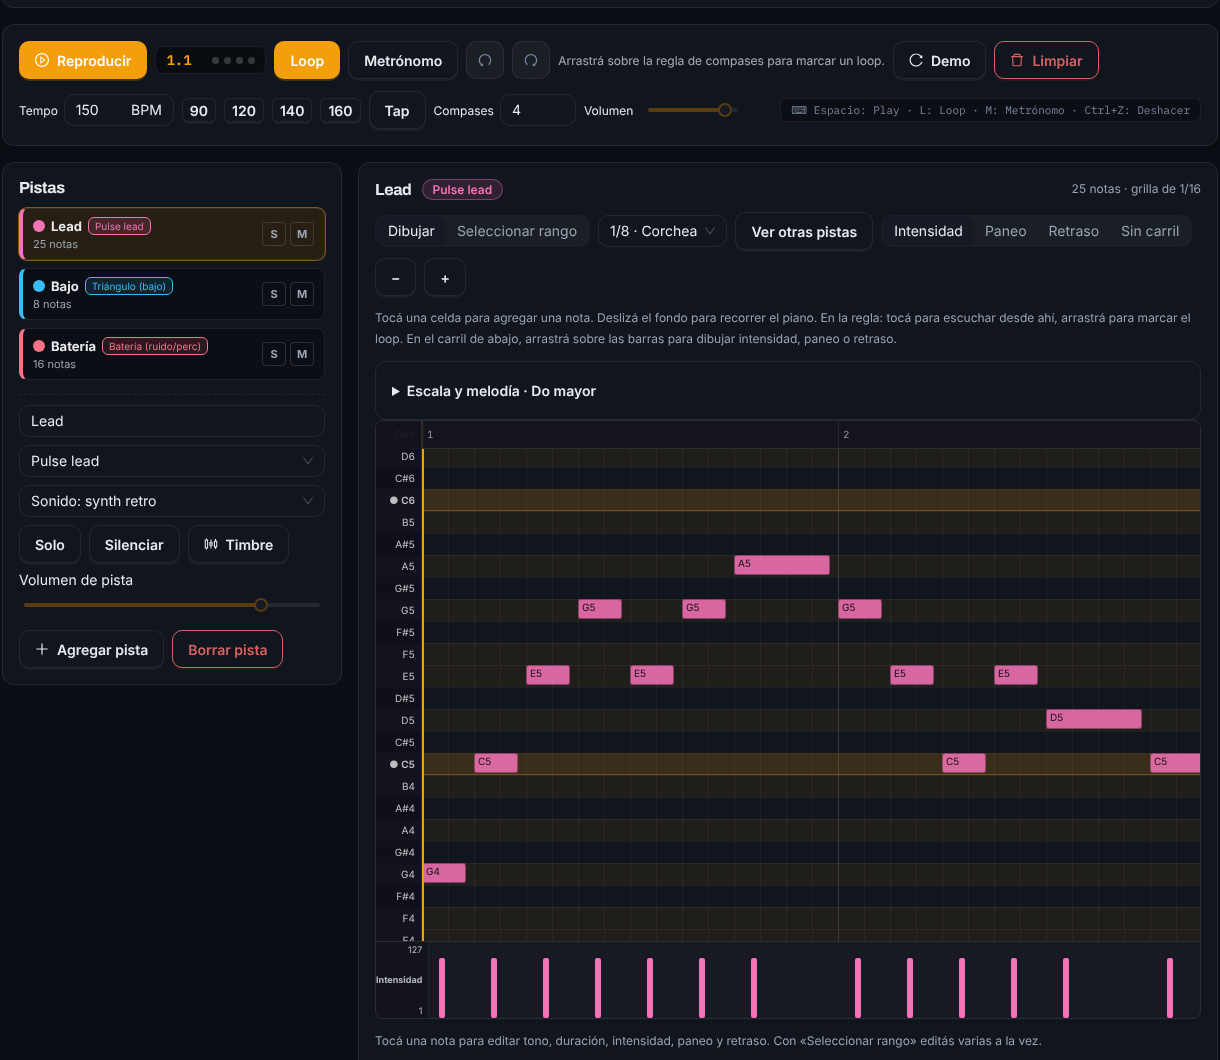 Reproducir 1.1 Loop Metrónomo Arrastrá sobre la regla de compases para marcar un loop. Demo Limpiar
Tempo 150 BPM 90 120 140 160 Tap Compases 4 Volumen ⌨ Espacio: Play · L: Loop · M: Metrónomo · Ctrl+Z: Deshacer
Pistas
Lead Pulse lead S M
25 notas
Bajo Triángulo (bajo) S M
8 notas
Batería Batería (ruido/perc) S M
16 notas
Lead
Pulse lead
Sonido: synth retro
Solo Silenciar Timbre
Volumen de pista
Agregar pista Borrar pista
Lead Pulse lead 25 notas · grilla de 1/16
Dibujar Seleccionar rango 1/8 · Corchea Ver otras pistas Intensidad Paneo Retraso Sin carril
− +
Tocá una celda para agregar una nota. Deslizá el fondo para recorrer el piano. En la regla: tocá para escuchar desde ahí, arrastrá para marcar el
loop. En el carril de abajo, arrastrá sobre las barras para dibujar intensidad, paneo o retraso.
▶ Escala y melodía · Do mayor
D#6 1 2
D6
C#6
C6
B5
A#5
A5 A5
G#5
G5 G5 G5 G5
F#5
F5
E5 E5 E5 E5 E5
D#5
D5 D5
C#5
C5 C5 C5 C5
B4
A#4
A4
G#4
G4 G4
F#4
F4
E4
127
Intensidad
1
Tocá una nota para editar tono, duración, intensidad, paneo y retraso. Con «Seleccionar rango» editás varias a la vez.